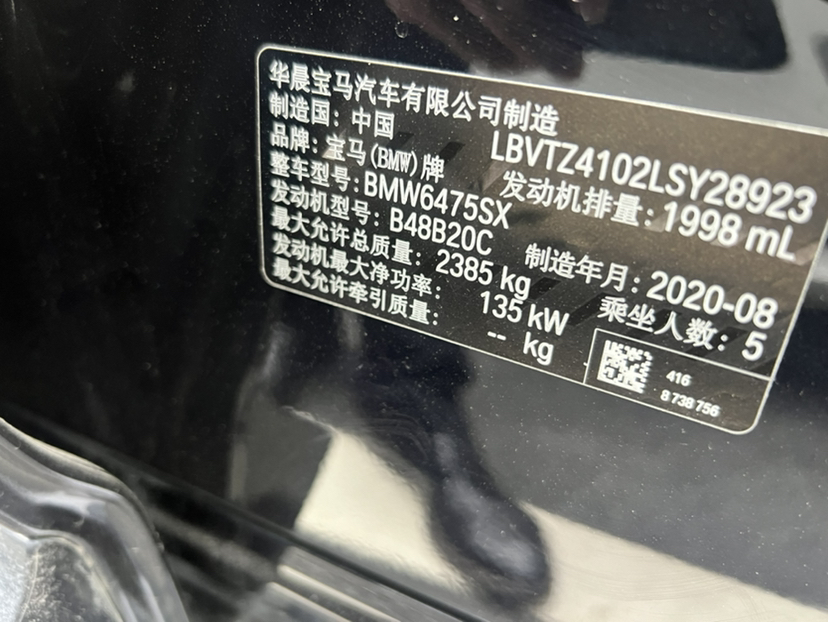 华晨宝马汽车有限公司制造
制造国：中国 LBVTZ4102LSY28923
品牌：宝马(BMW)牌
整车型号：BMW6475SX 发动机排量：1998 mL
发动机型号：B48B20C
最大允许总质量：2385 kg 制造年月：2020-08
发动机最大净功率：135 kW 乘坐人数：5
最大允许牵引质量：-- kg
416
8 738 756